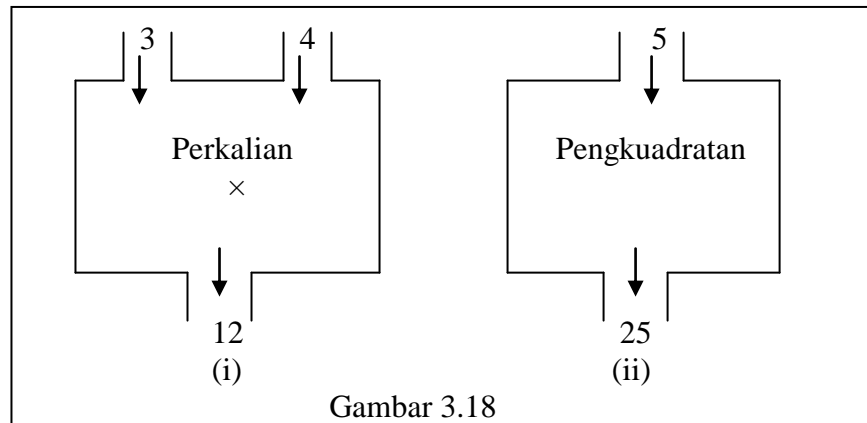 3 4 5
Perkalian Pengkuadratan
×
12 25
(i) (ii)
Gambar 3.18